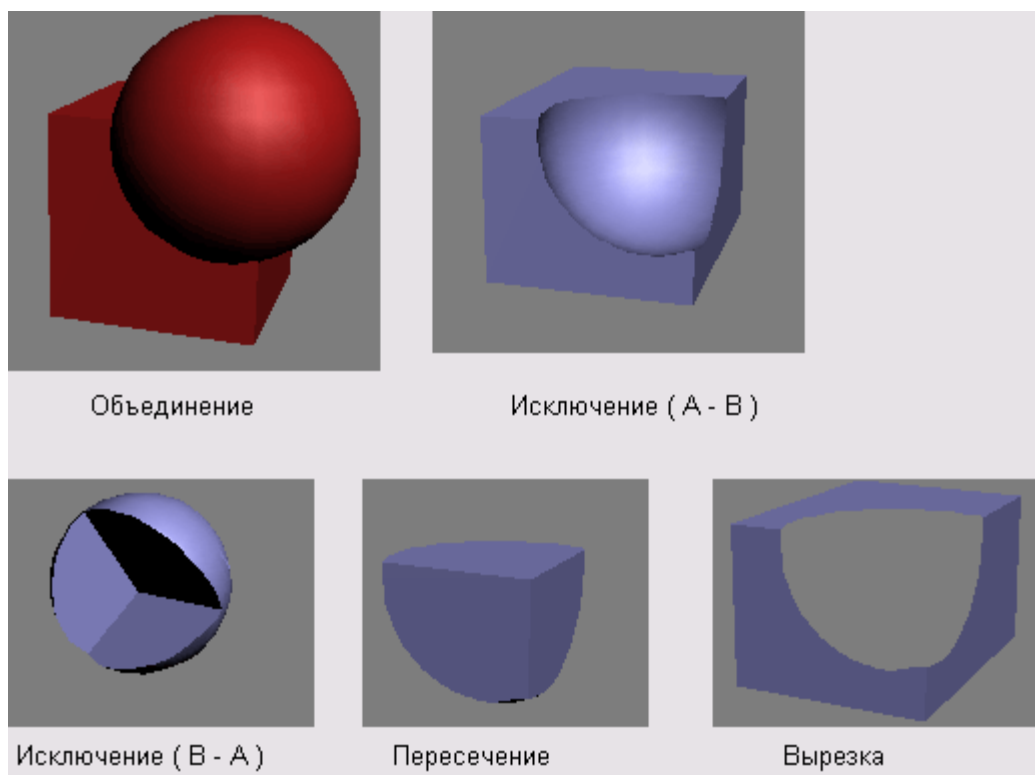 Объединение
Исключение ( A - B )
Исключение ( B - A )
Пересечение
Вырезка